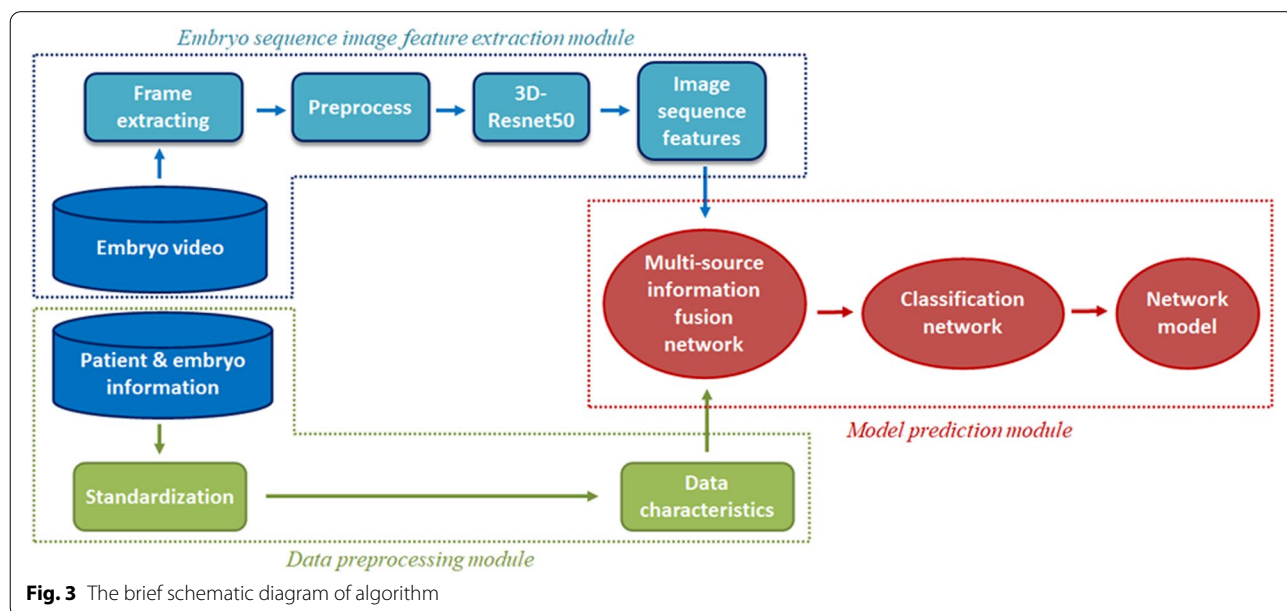 Embryo sequence image feature extraction module
Frame
extracting
Preprocess
3D-
Resnet50
Image
sequence
features
Embryo video
Multi-source
information
fusion
network
Classification
network
Network
model
Patient & embryo
information
Model prediction module
Standardization
Data
characteristics
Data preprocessing module
Fig. 3 The brief schematic diagram of algorithm